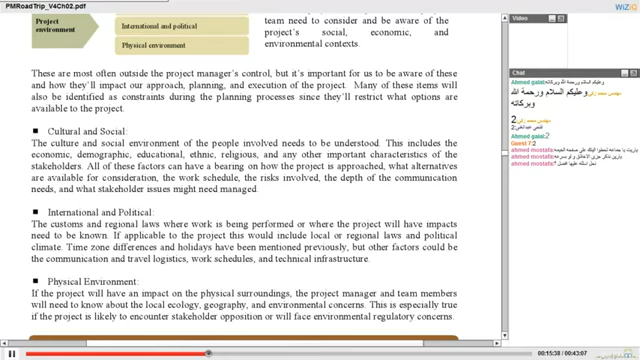 PMRoadTrip_V4Ch02.pdf
WiZiQ
Project environment
International and political
Physical environment
team need to consider and be aware of the
project's social, economic, and
environmental contexts.
These are most often outside the project manager's control, but it's important for us to be aware of these
and how they'll impact our approach, planning, and execution of the project. Many of these items will
also be identified as constraints during the planning processes since they'll restrict what options are
available to the project.
Cultural and Social:
The culture and social environment of the people involved needs to be understood. This includes the
economic, demographic, educational, ethnic, religious, and any other important characteristics of the
stakeholders. All of these factors can have a bearing on how the project is approached, what alternatives
are available for consideration, the work schedule, the risks involved, the depth of the communication
needs, and what stakeholder issues might need managed.
International and Political:
The customs and regional laws where work is being performed or where the project will have impacts
need to be known. If applicable to the project this would include local or regional laws and political
climate. Time zone differences and holidays have been mentioned previously, but other factors could be
the communication and travel logistics, work schedules, and technical infrastructure.
Physical Environment:
If the project will have an impact on the physical surroundings, the project manager and team members
will need to know about the local ecology, geography, and environmental concerns. This is especially true
if the project is likely to encounter stakeholder opposition or will face environmental regulatory concerns.
Video
Chat
Ahmed galal: وعليكم السلام ورحمة الله وبركاته
وعليكم السلام ورحمة الله
وبركاته
2
Ahmed galal: 2
Guest 7: 2
ahmed mostafa:
ahmed mostafa:
ahmed mostafa:
00:15:38 / 00:43:07